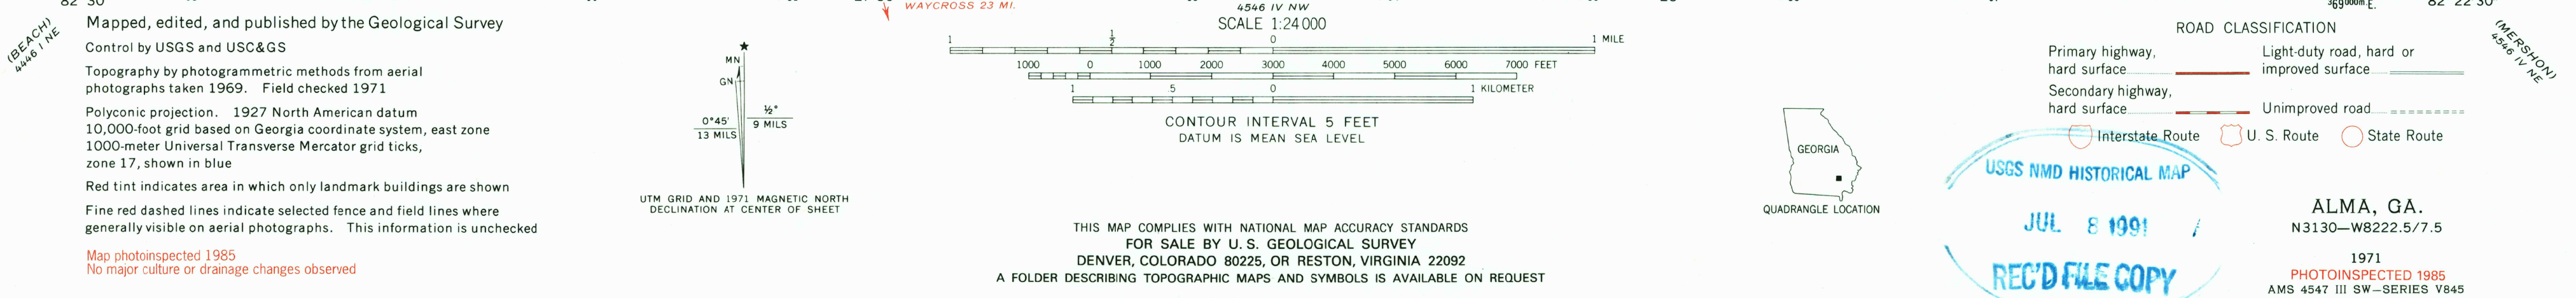 82°30'
(BEACH)
4446 I NE
Mapped, edited, and published by the Geological Survey
Control by USGS and USC&GS
Topography by photogrammetric methods from aerial
photographs taken 1969. Field checked 1971
Polyconic projection. 1927 North American datum
10,000-foot grid based on Georgia coordinate system, east zone
1000-meter Universal Transverse Mercator grid ticks,
zone 17, shown in blue
Red tint indicates area in which only landmark buildings are shown
Fine red dashed lines indicate selected fence and field lines where
generally visible on aerial photographs. This information is unchecked
Map photoinspected 1985
No major culture or drainage changes observed
MN
GN
0°45'
13 MILS
½°
9 MILS
UTM GRID AND 1971 MAGNETIC NORTH
DECLINATION AT CENTER OF SHEET
WAYCROSS 23 MI.
4546 IV NW
SCALE 1:24 000
1 ½ 0 1 MILE
1000 0 1000 2000 3000 4000 5000 6000 7000 FEET
1 .5 0 1 KILOMETER
CONTOUR INTERVAL 5 FEET
DATUM IS MEAN SEA LEVEL
THIS MAP COMPLIES WITH NATIONAL MAP ACCURACY STANDARDS
FOR SALE BY U. S. GEOLOGICAL SURVEY
DENVER, COLORADO 80225, OR RESTON, VIRGINIA 22092
A FOLDER DESCRIBING TOPOGRAPHIC MAPS AND SYMBOLS IS AVAILABLE ON REQUEST
GEORGIA
QUADRANGLE LOCATION
369000m.E.
82°22'30"
(MERSHON)
4546 IV NE
ROAD CLASSIFICATION
Primary highway,
hard surface
Light-duty road, hard or
improved surface
Secondary highway,
hard surface
Unimproved road
Interstate Route U. S. Route State Route
USGS NMD HISTORICAL MAP
JUL 8 1991
REC'D FILE COPY
ALMA, GA.
N3130—W8222.5/7.5
1971
PHOTOINSPECTED 1985
AMS 4547 III SW—SERIES V845